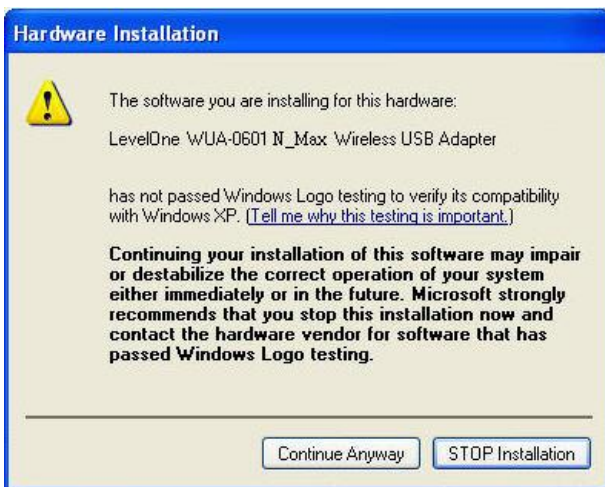 Hardware Installation
The software you are installing for this hardware:
LevelOne WUA-0601 N_Max Wireless USB Adapter
has not passed Windows Logo testing to verify its compatibility
with Windows XP. (Tell me why this testing is important.)
Continuing your installation of this software may impair
or destabilize the correct operation of your system
either immediately or in the future. Microsoft strongly
recommends that you stop this installation now and
contact the hardware vendor for software that has
passed Windows Logo testing.
Continue Anyway
STOP Installation